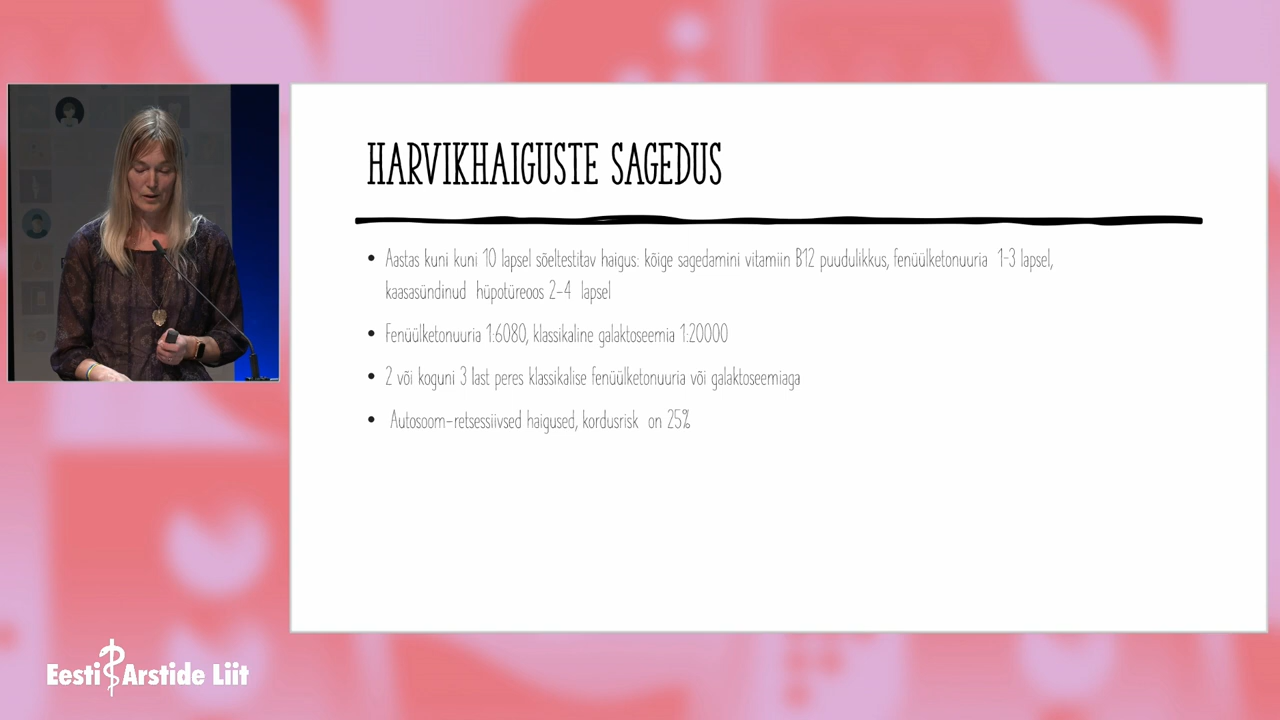 HARVIKHAIGUSTE SAGEDUS
• Aastas kuni kuni 10 lapsel sõeltestitav haigus: kõige sagedamini vitamiin B12 puudulikkus, fenüülketonuuria 1-3 lapsel,
kaasasündinud hüpotüreoos 2-4 lapsel
• Fenüülketonuuria 1:6080, klassikaline galaktoseemia 1:20000
• 2 või koguni 3 last peres klassikalise fenüülketonuuria või galaktoseemiaga
• Autosoom-retsessiivsed haigused, kordusrisk on 25%
Eesti Arstide Liit